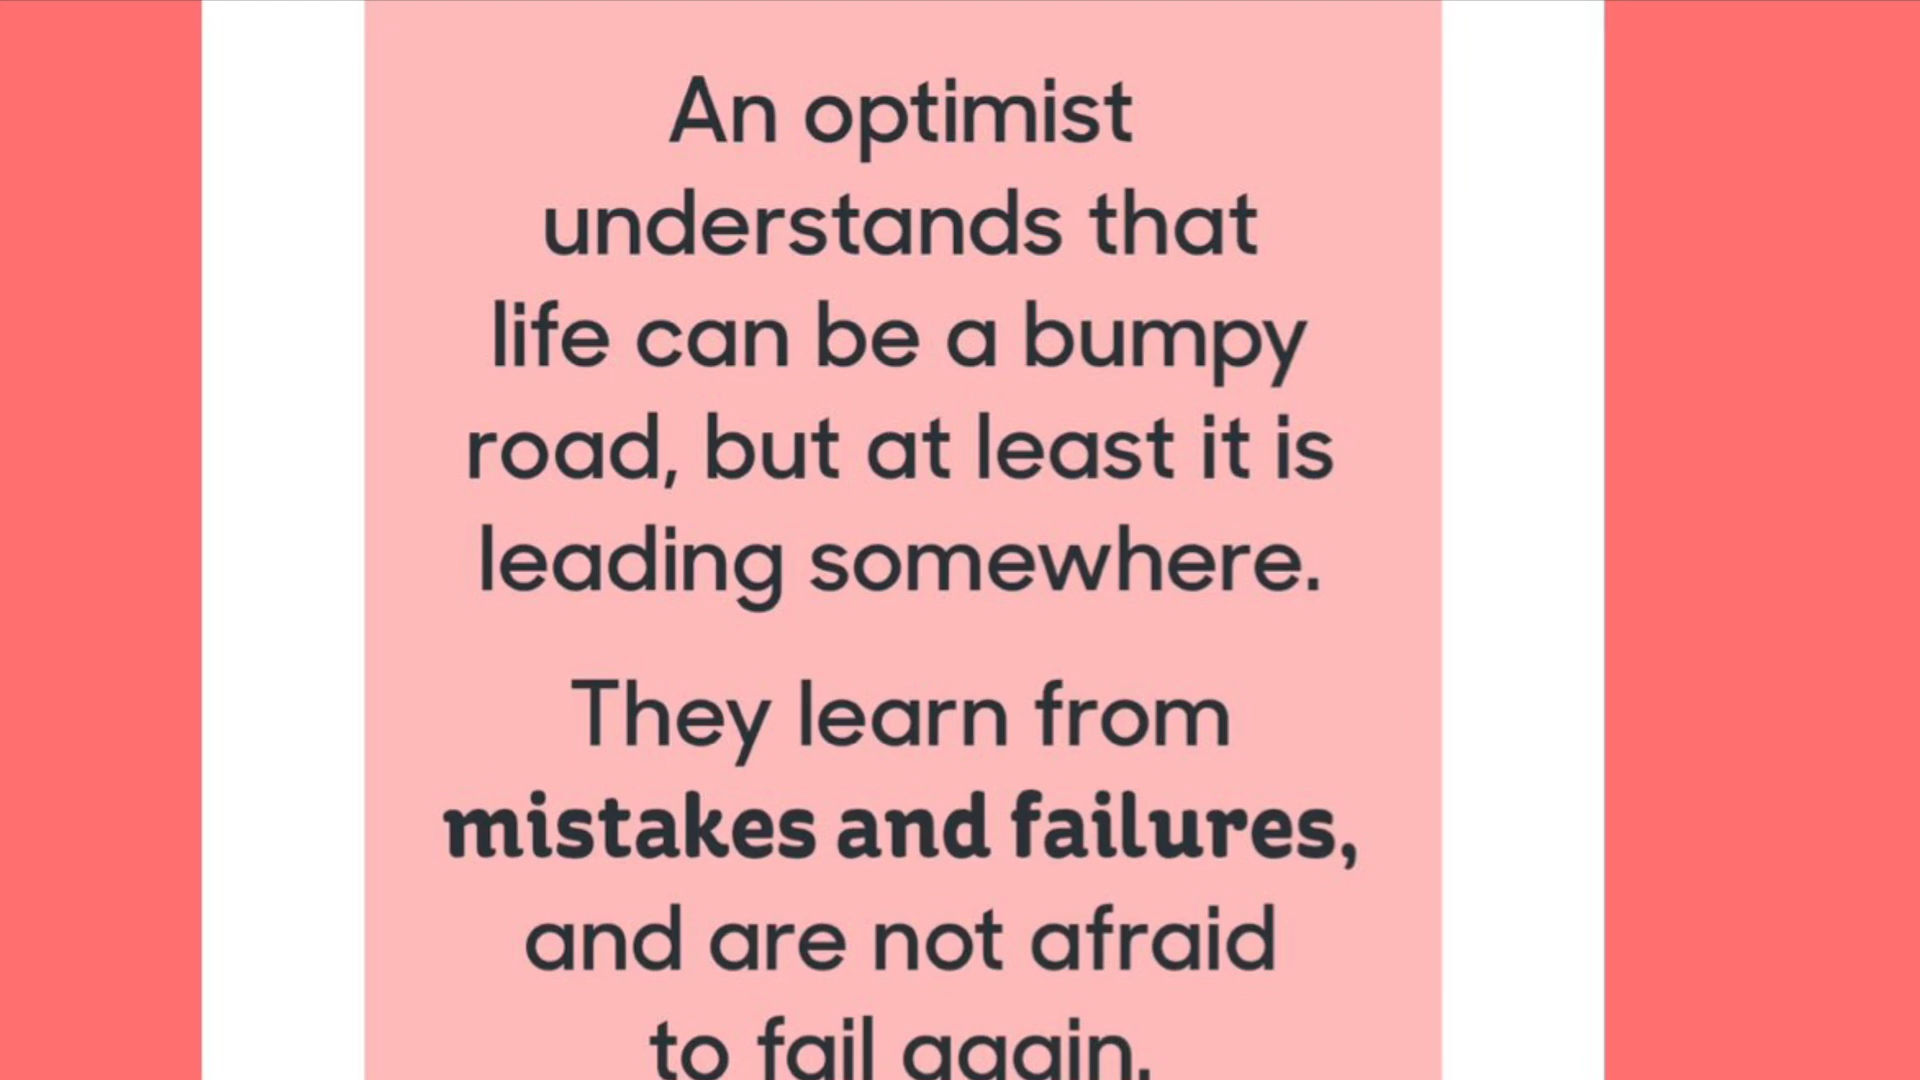 An optimist
understands that
life can be a bumpy
road, but at least it is
leading somewhere.
They learn from
mistakes and failures,
and are not afraid
to fail again.